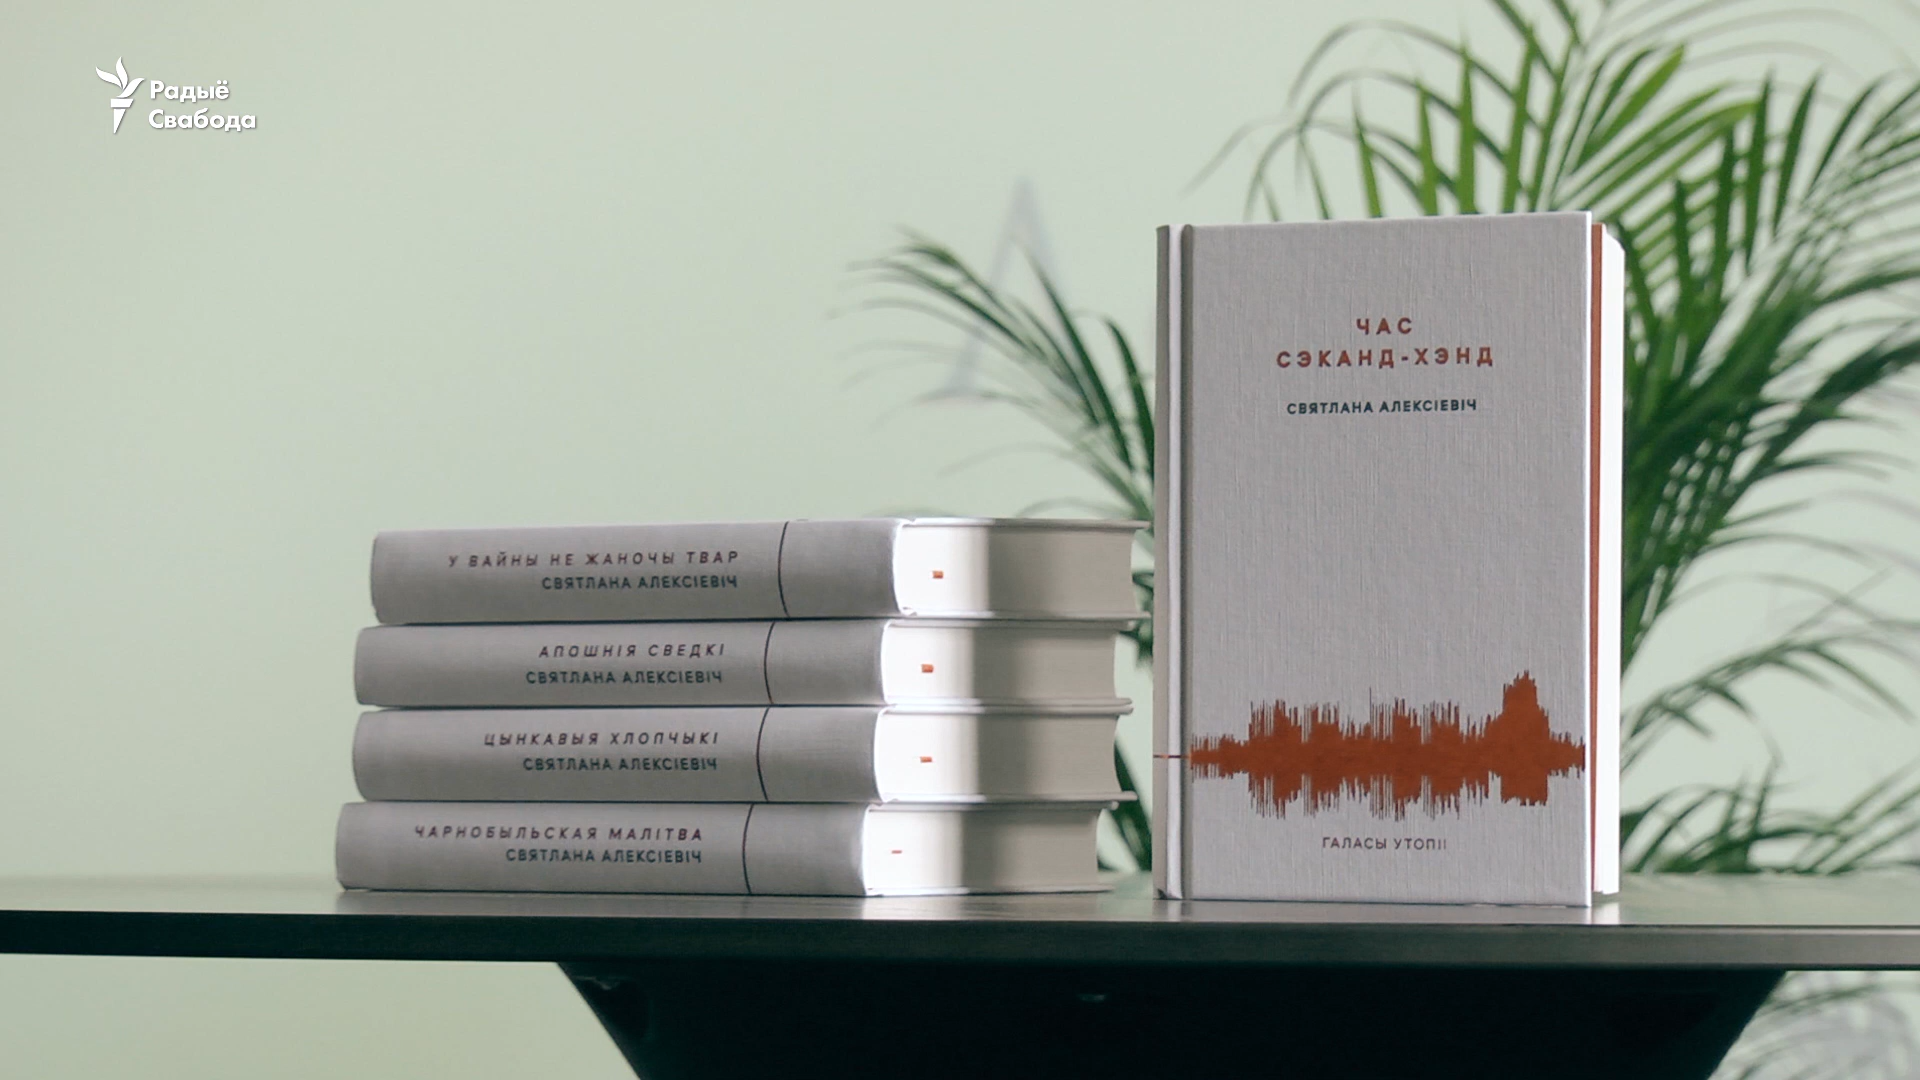 Радыё
Свабода
ЧАС
СЭКАНД-ХЭНД
СВЯТЛАНА АЛЕКСІЕВІЧ
ГАЛАСЫ УТОПІІ
У ВАЙНЫ НЕ ЖАНОЧЫ ТВАР
СВЯТЛАНА АЛЕКСІЕВІЧ
АПОШНІЯ СВЕДКІ
СВЯТЛАНА АЛЕКСІЕВІЧ
ЦЫНКАВЫЯ ХЛОПЧЫКІ
СВЯТЛАНА АЛЕКСІЕВІЧ
ЧАРНОБЫЛЬСКАЯ МАЛІТВА
СВЯТЛАНА АЛЕКСІЕВІЧ